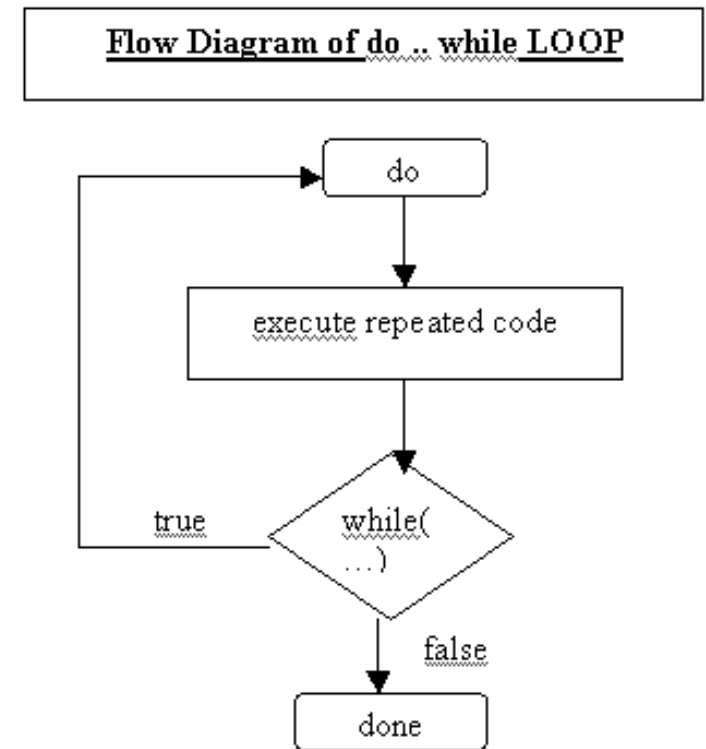 Flow Diagram of do .. while LOOP
do
execute repeated code
while(
...)
true
false
done